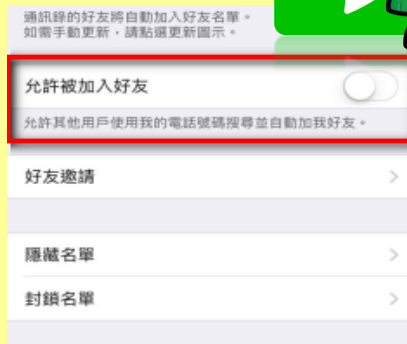 通訊錄的好友將自動加入好友名單。
如需手動更新，請點選更新圖示。
允許被加入好友
允許其他用戶使用我的電話號碼搜尋並自動加我好友。
好友邀請
隱藏名單
封鎖名單